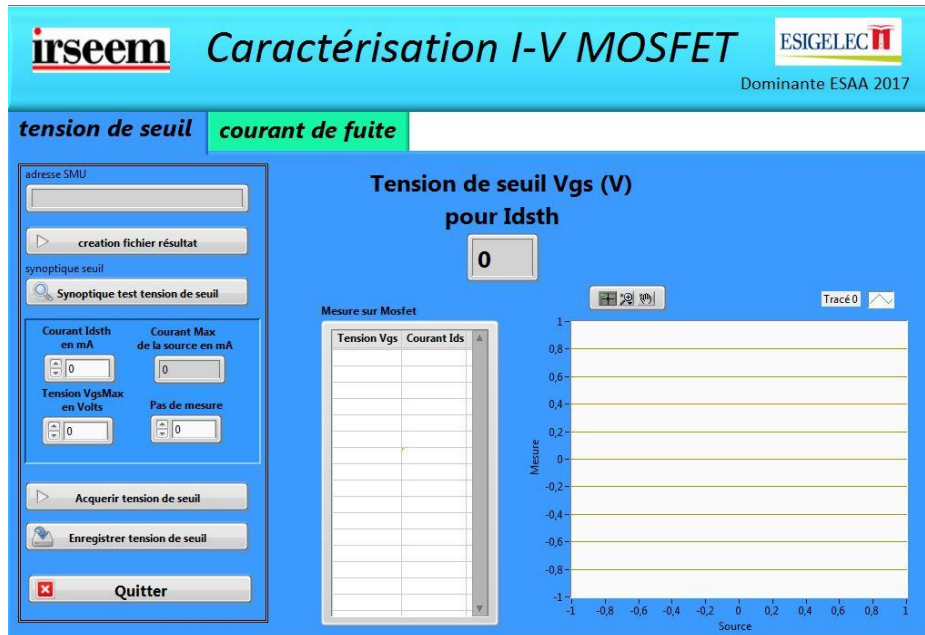 irseem
Caractérisation I-V MOSFET
ESIGELEC
Dominante ESAA 2017
tension de seuil
courant de fuite
adresse SMU
creation fichier résultat
synoptique seuil
Synoptique test tension de seuil
Courant Idsth
en mA
0
Courant Max
de la source en mA
0
Tension VgsMax
en Volts
0
Pas de mesure
0
Acquerir tension de seuil
Enregistrer tension de seuil
Quitter
Tension de seuil Vgs (V)
pour Idsth
0
Mesure sur Mosfet
Tension Vgs Courant Ids
Tracé 0
Mesure
1
0,8
0,6
0,4
0,2
0
-0,2
-0,4
-0,6
-0,8
-1
-1 -0,8 -0,6 -0,4 -0,2 0 0,2 0,4 0,6 0,8 1
Source